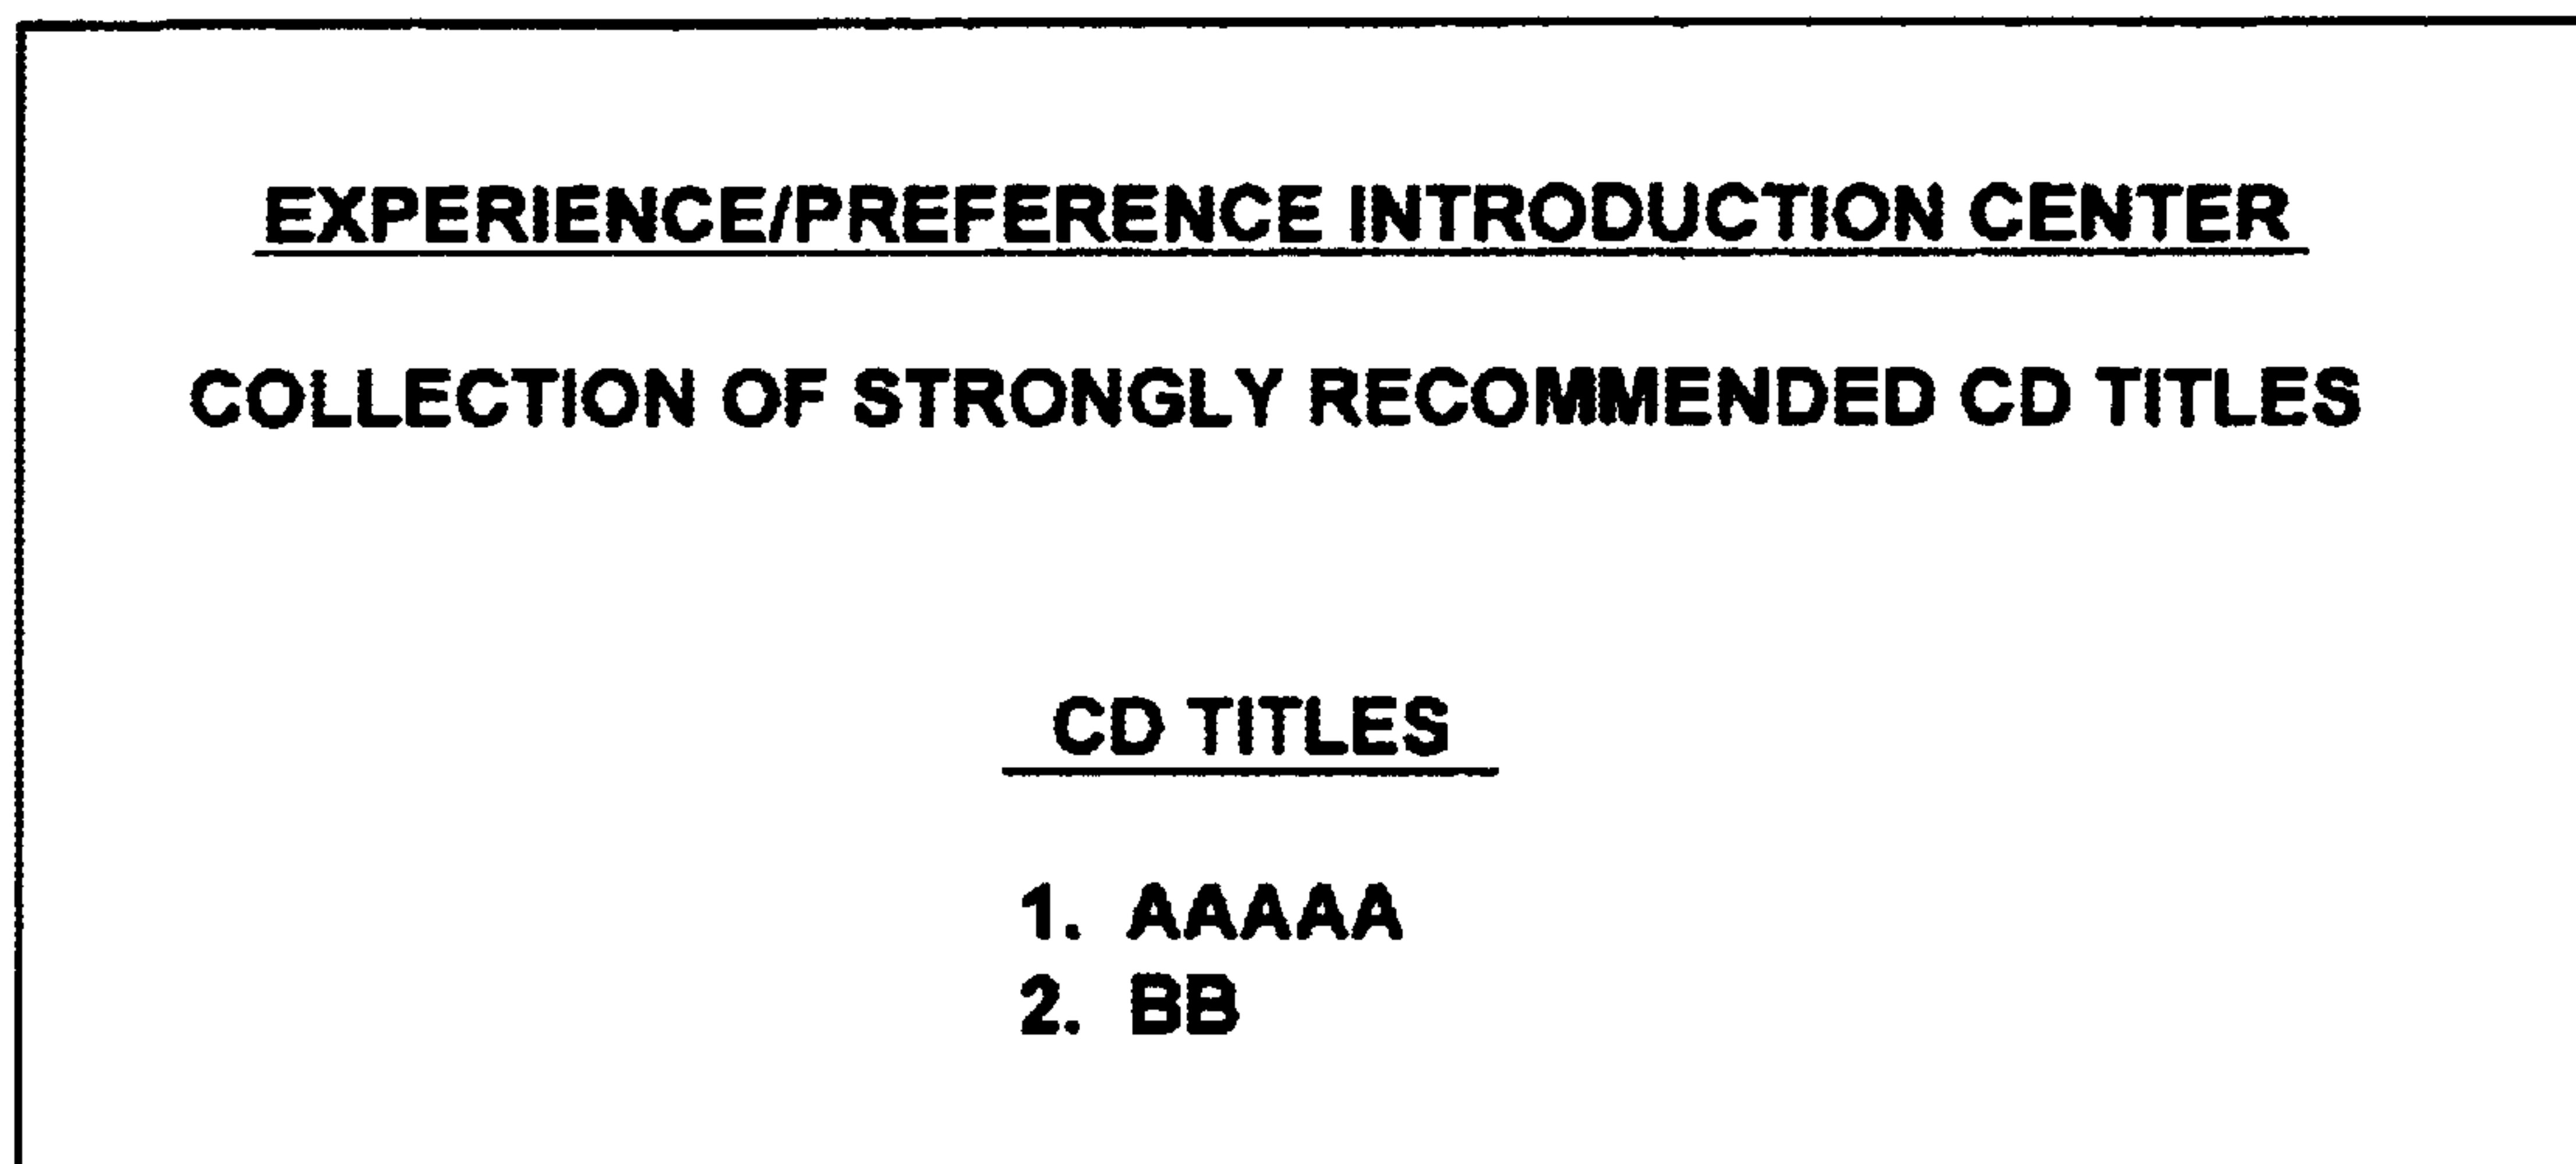 EXPERIENCE/PREFERENCE INTRODUCTION CENTER
COLLECTION OF STRONGLY RECOMMENDED CD TITLES
CD TITLES
1. AAAAA
2. BB